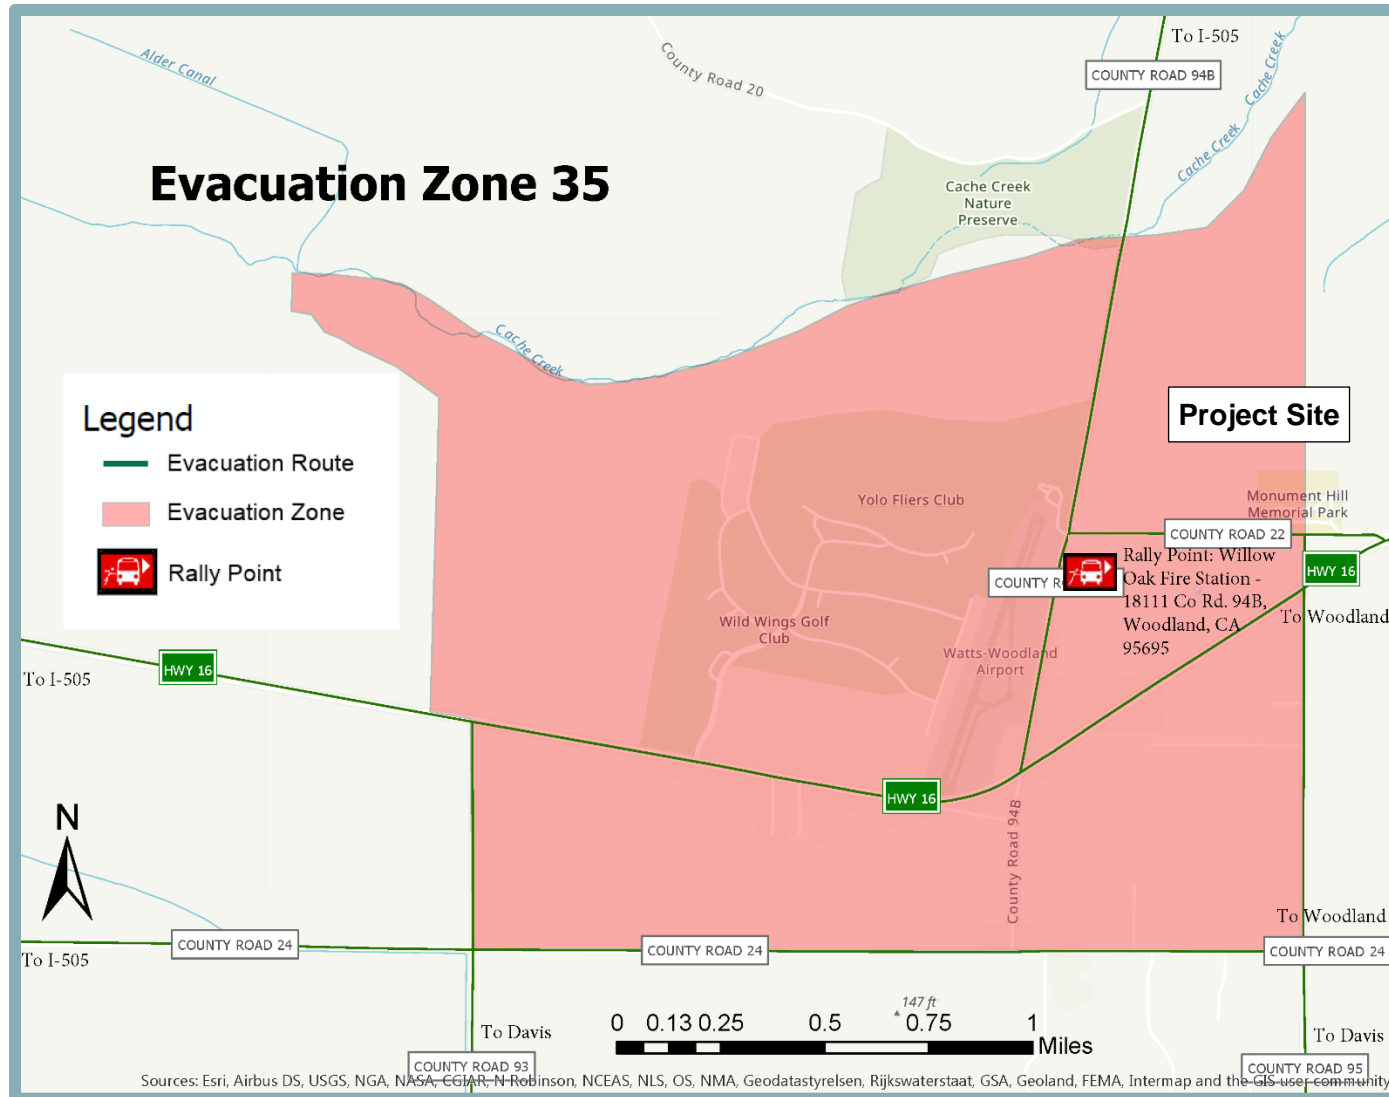 To I-505
COUNTY ROAD 94B
County Road 20
Alder Canal
Cache Creek
Cache Creek
Evacuation Zone 35
Cache Creek
Nature
Preserve
Cache Creek
Legend
Evacuation Route
Evacuation Zone
Rally Point
Project Site
Yolo Fliers Club
Monument Hill
Memorial Park
COUNTY ROAD 22
HWY 16
COUNTY R
Rally Point: Willow
Oak Fire Station -
18111 Co Rd. 94B,
Woodland, CA
95695
To Woodland
Wild Wings Golf
Club
Watts-Woodland
Airport
To I-505
HWY 16
HWY 16
County Road 94B
N
To Woodland
COUNTY ROAD 24
COUNTY ROAD 24
COUNTY ROAD 24
To I-505
147 ft
0 0.13 0.25 0.5 0.75 1
Miles
To Davis
To Davis
COUNTY ROAD 93
COUNTY ROAD 95
Sources: Esri, Airbus DS, USGS, NGA, NASA, CGIAR, N Robinson, NCEAS, NLS, OS, NMA, Geodatastyrelsen, Rijkswaterstaat, GSA, Geoland, FEMA, Intermap and the GIS user community